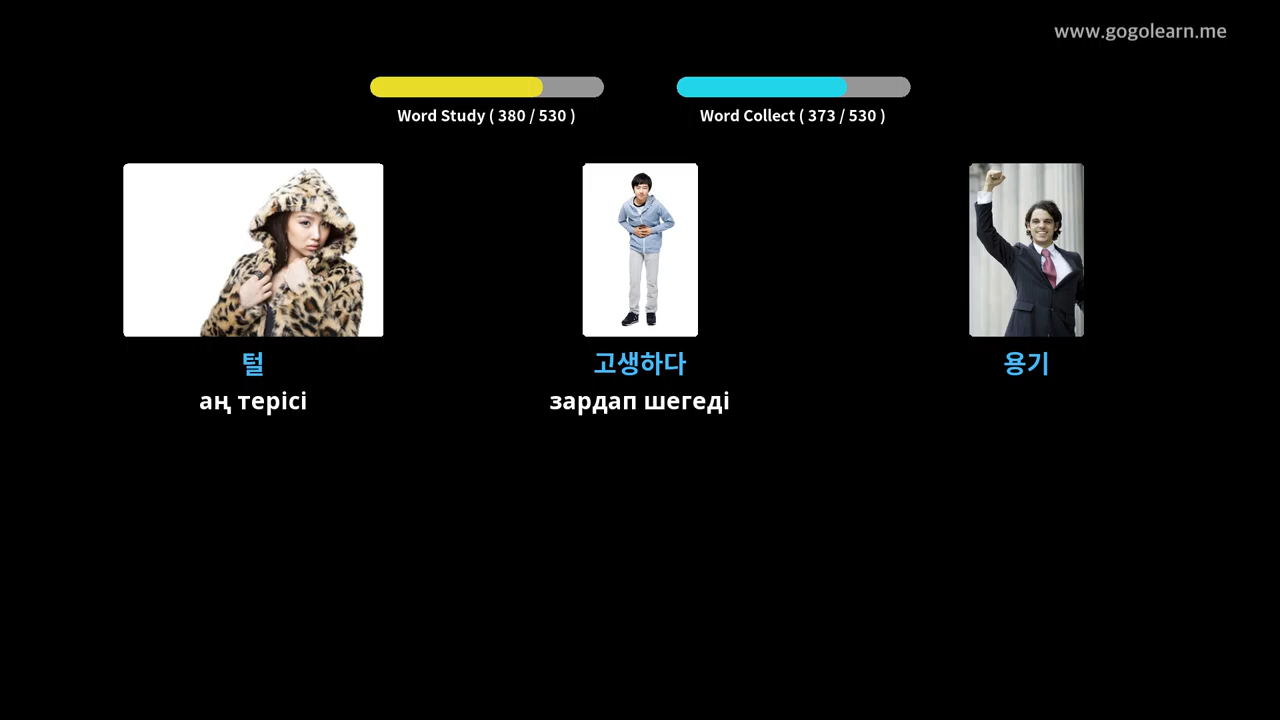 www.gogolearn.me
Word Study ( 380 / 530 )
Word Collect ( 373 / 530 )
털
аң терісі
고생하다
зардап шегеді
용기